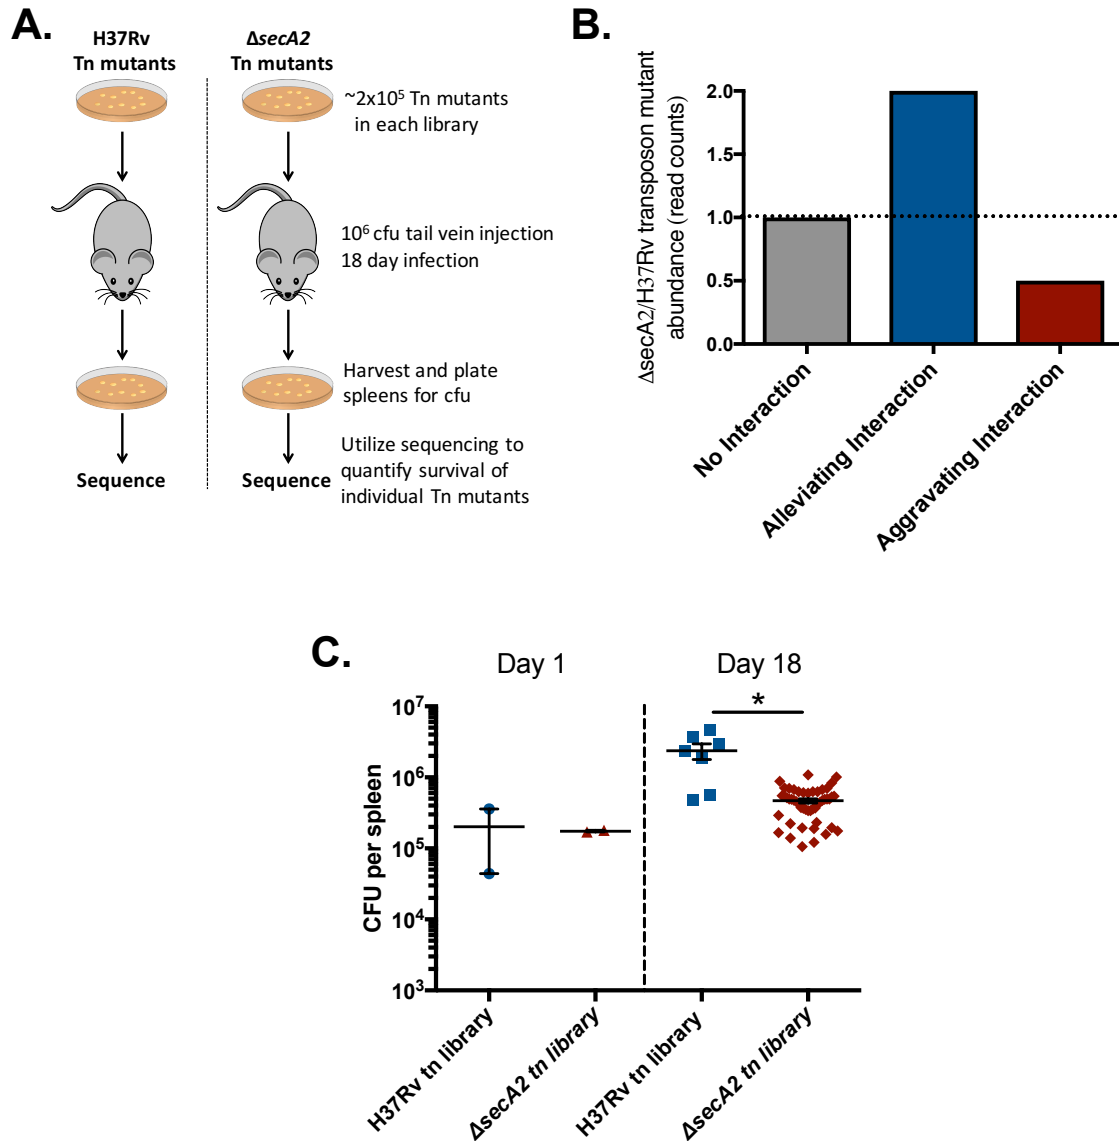 A.
H37Rv
Tn mutants
ΔsecA2
Tn mutants
~2x10⁵ Tn mutants
in each library
10⁶ cfu tail vein injection
18 day infection
Harvest and plate
spleens for cfu
Utilize sequencing to
quantify survival of
individual Tn mutants
Sequence
Sequence
B.
ΔsecA2/H37Rv transposon mutant
abundance (read counts)
2.0
1.5
1.0
0.5
0.0
No Interaction
Alleviating Interaction
Aggravating Interaction
C.
Day 1
Day 18
*
CFU per spleen
10⁷
10⁶
10⁵
10⁴
10³
H37Rv tn library
ΔsecA2 tn library
H37Rv tn library
ΔsecA2 tn library